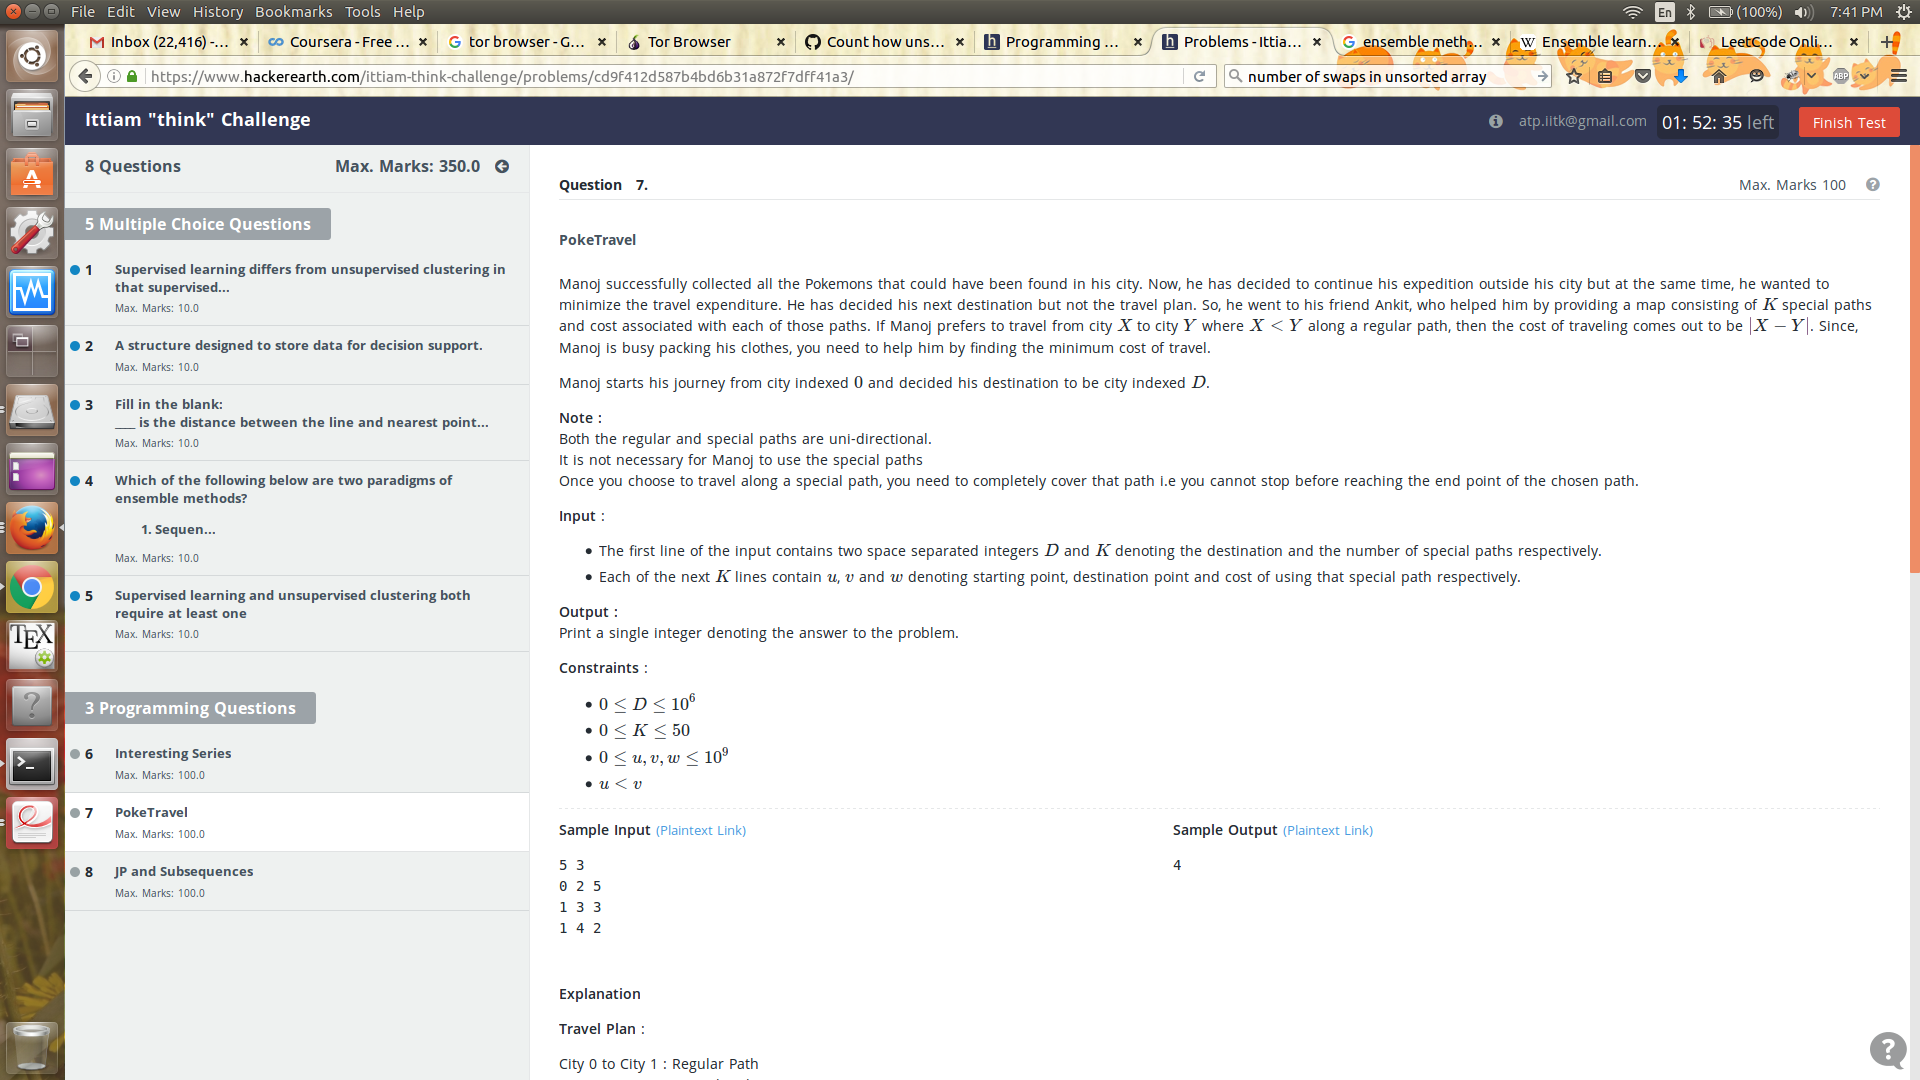 File Edit View History Bookmarks Tools Help
En (100%) 7:41 PM
Inbox (22,416) -...
Coursera - Free ...
tor browser - G...
Tor Browser
Count how uns...
Programming ...
Problems - Ittia...
ensemble meth...
Ensemble learn...
LeetCode Onli...
https://www.hackerearth.com/ittiam-think-challenge/problems/cd9f412d587b4bd6b31a872f7dff41a3/
number of swaps in unsorted array
ABP
Ittiam "think" Challenge
atp.iitk@gmail.com
01: 52: 35 left
Finish Test
8 Questions
Max. Marks: 350.0
5 Multiple Choice Questions
1 Supervised learning differs from unsupervised clustering in
that supervised...
Max. Marks: 10.0
2 A structure designed to store data for decision support.
Max. Marks: 10.0
3 Fill in the blank:
___ is the distance between the line and nearest point...
Max. Marks: 10.0
4 Which of the following below are two paradigms of
ensemble methods?
1. Sequen...
Max. Marks: 10.0
5 Supervised learning and unsupervised clustering both
require at least one
Max. Marks: 10.0
3 Programming Questions
6 Interesting Series
Max. Marks: 100.0
7 PokeTravel
Max. Marks: 100.0
8 JP and Subsequences
Max. Marks: 100.0
Question 7.
Max. Marks 100
PokeTravel
Manoj successfully collected all the Pokemons that could have been found in his city. Now, he has decided to continue his expedition outside his city but at the same time, he wanted to
minimize the travel expenditure. He has decided his next destination but not the travel plan. So, he went to his friend Ankit, who helped him by providing a map consisting of K special paths
and cost associated with each of those paths. If Manoj prefers to travel from city X to city Y where X < Y along a regular path, then the cost of traveling comes out to be |X − Y|. Since,
Manoj is busy packing his clothes, you need to help him by finding the minimum cost of travel.
Manoj starts his journey from city indexed 0 and decided his destination to be city indexed D.
Note :
Both the regular and special paths are uni-directional.
It is not necessary for Manoj to use the special paths
Once you choose to travel along a special path, you need to completely cover that path i.e you cannot stop before reaching the end point of the chosen path.
Input :
• The first line of the input contains two space separated integers D and K denoting the destination and the number of special paths respectively.
• Each of the next K lines contain u, v and w denoting starting point, destination point and cost of using that special path respectively.
Output :
Print a single integer denoting the answer to the problem.
Constraints :
• 0 ≤ D ≤ 10⁶
• 0 ≤ K ≤ 50
• 0 ≤ u, v, w ≤ 10⁹
• u < v
Sample Input (Plaintext Link)
5 3
0 2 5
1 3 3
1 4 2
Sample Output (Plaintext Link)
4
Explanation
Travel Plan :
City 0 to City 1 : Regular Path
TEX